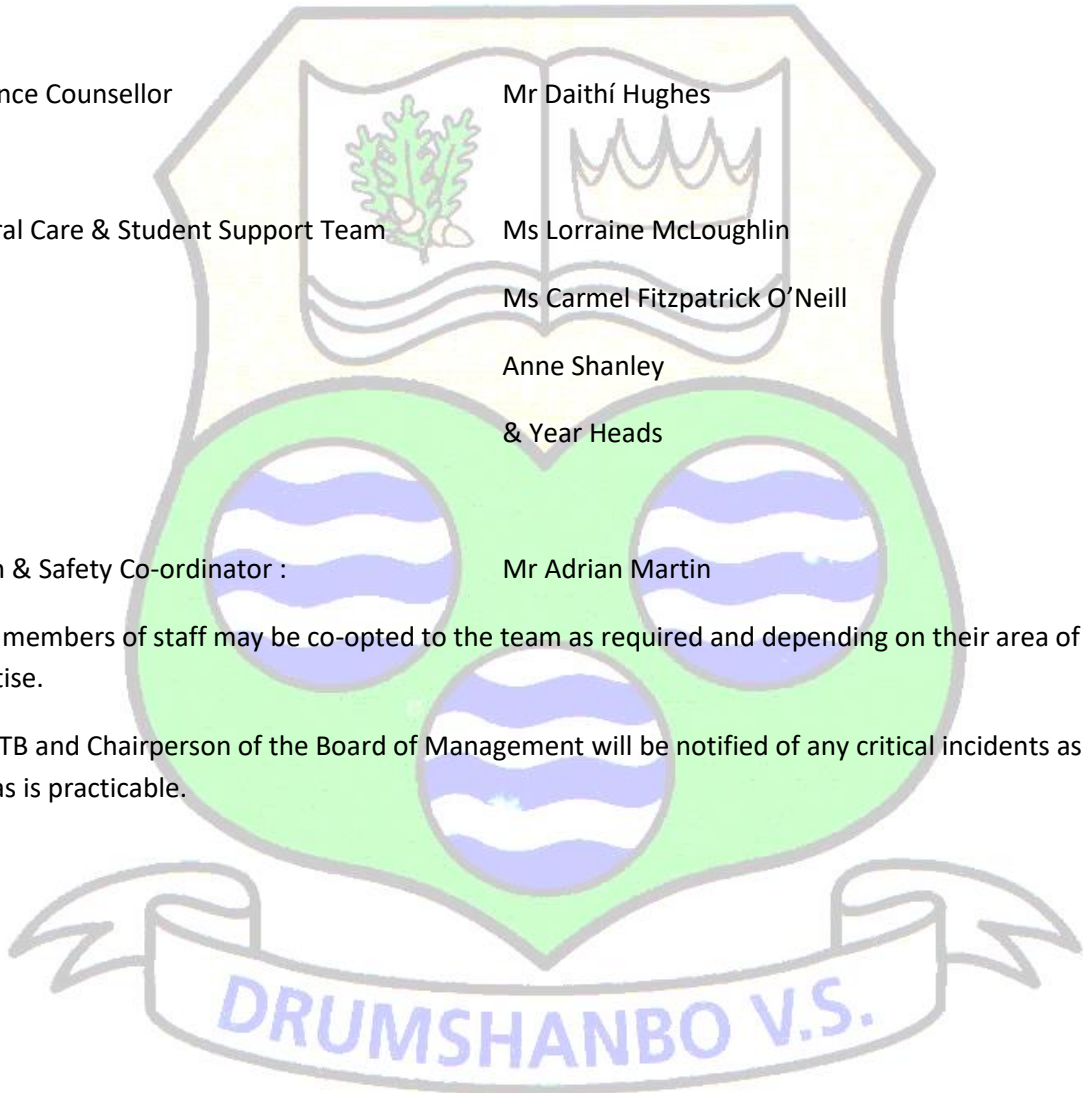 nce Counsellor Mr Daithí Hughes
ral Care & Student Support Team Ms Lorraine McLoughlin
Ms Carmel Fitzpatrick O’Neill
Anne Shanley
& Year Heads
n & Safety Co-ordinator : Mr Adrian Martin
members of staff may be co-opted to the team as required and depending on their area of
tise.
TB and Chairperson of the Board of Management will be notified of any critical incidents as
as is practicable.
DRUMSHANBO V.S.